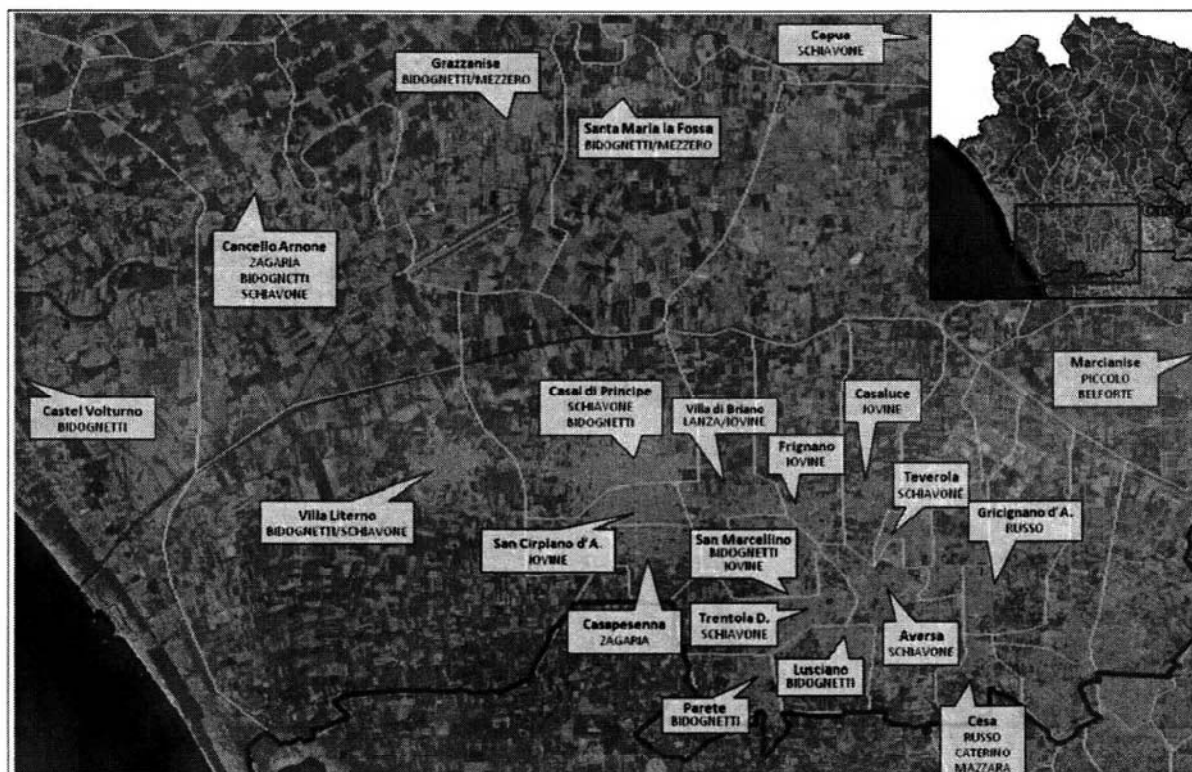 Capua
SCHIAVONE
Grazzanise
BIDOGNETTI/MEZZERO
Santa Maria la Fossa
BIDOGNETTI/MEZZERO
Cancello Arnone
ZAGARIA
BIDOGNETTI
SCHIAVONE
Marcianise
PICCOLO
BELFORTE
Castel Volturno
BIDOGNETTI
Casal di Principe
SCHIAVONE
BIDOGNETTI
Villa di Briano
LANZA/IOVINE
Casaluce
IOVINE
Frignano
IOVINE
Teverola
SCHIAVONE
Gricignano d'A.
RUSSO
Villa Literno
BIDOGNETTI/SCHIAVONE
San Cirpiano d'A.
IOVINE
San Marcellino
BIDOGNETTI
IOVINE
Casapesenna
ZAGARIA
Trentola D.
SCHIAVONE
Aversa
SCHIAVONE
Lusciano
BIDOGNETTI
Parete
BIDOGNETTI
Cesa
RUSSO
CATERINO
MAZZARA